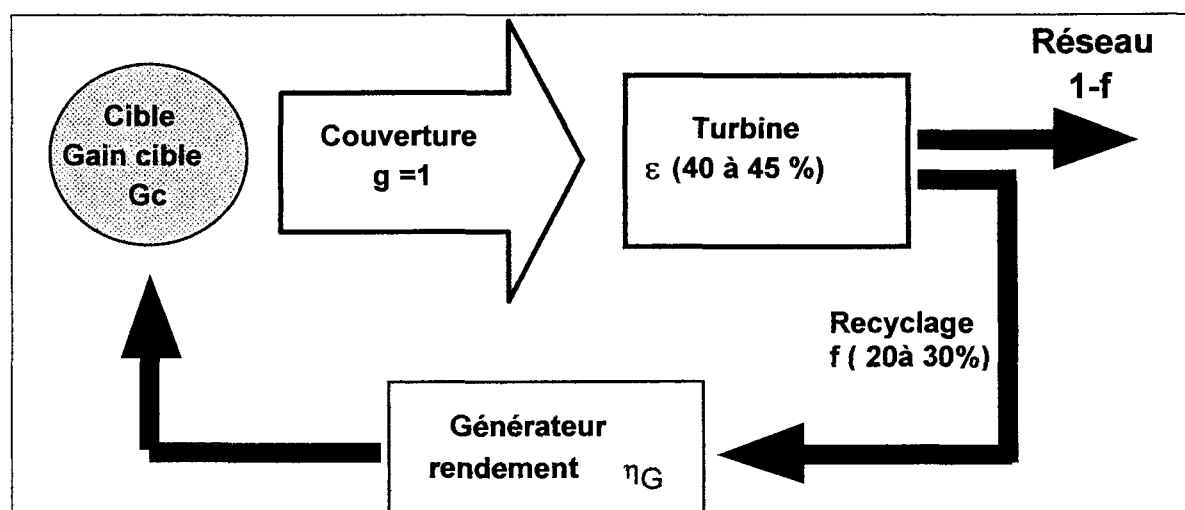 Réseau
1-f
Cible
Gain cible
Gc
Couverture
g =1
Turbine
ε (40 à 45 %)
Recyclage
f ( 20à 30%)
Générateur
rendement ηG